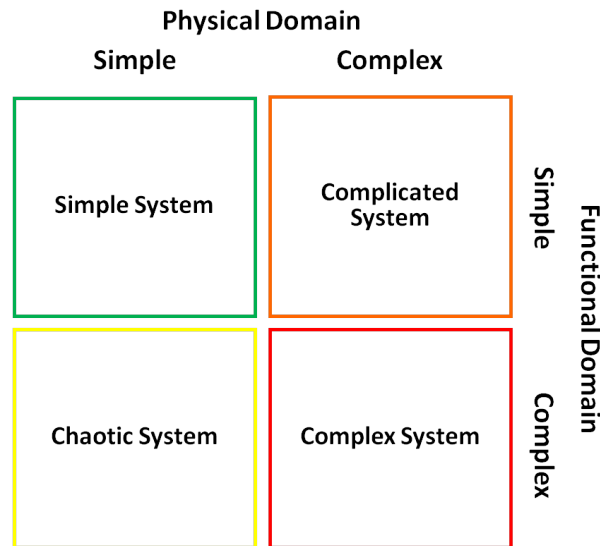 Physical Domain
Simple
Complex
Simple System
Complicated
System
Simple
Functional Domain
Chaotic System
Complex System
Complex